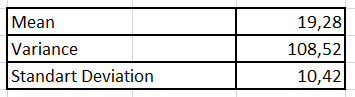 Mean 19,28
Variance 108,52
Standart Deviation 10,42